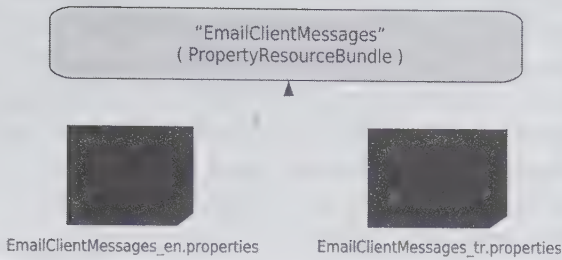 "EmailClientMessages"
( PropertyResourceBundle )
EmailClientMessages_en.properties
EmailClientMessages_tr.properties